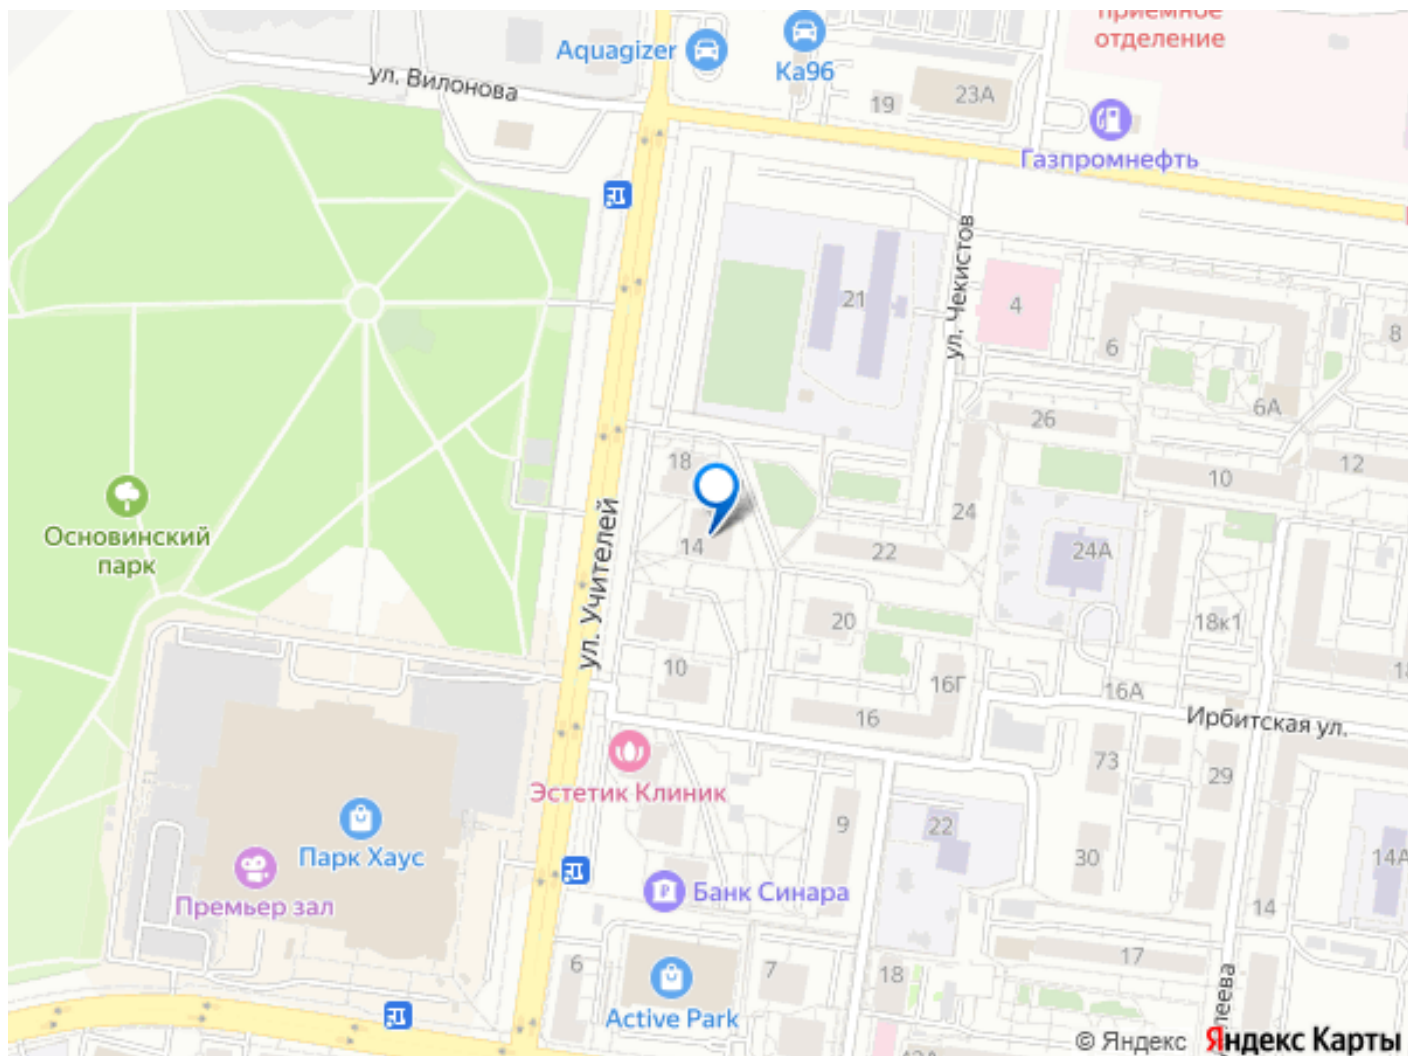 приёмное
отделение
Aquagizer
Ка96
ул. Вилонова
19
23А
Газпромнефть
ул. Чекистов
21
4
6
8
6А
26
18
10
12
24
Основинский
парк
ул. Учителей
14
22
24А
20
18к1
10
16Г
16А
16
Ирбитская ул.
73
29
Эстетик Клиник
9
22
30
14А
Парк Хаус
Премьер зал
Банк Синара
14
17
6
7
18
Active Park
© Яндекс
Яндекс Карты